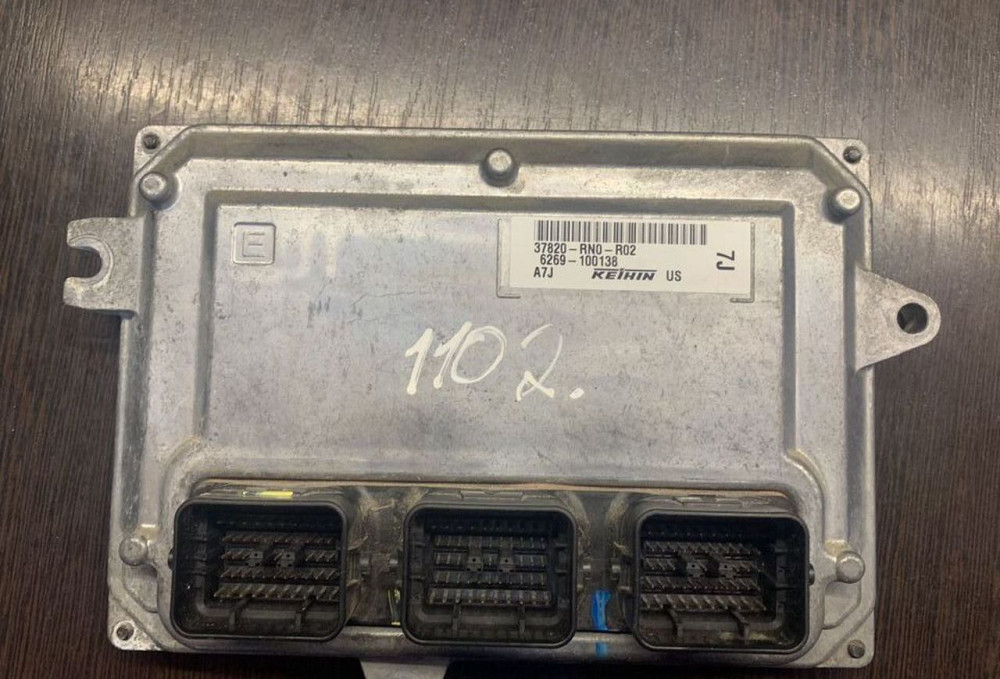 E
37820-RN0-R02
6269-100138
A7J KEIHIN US
7J
1102.